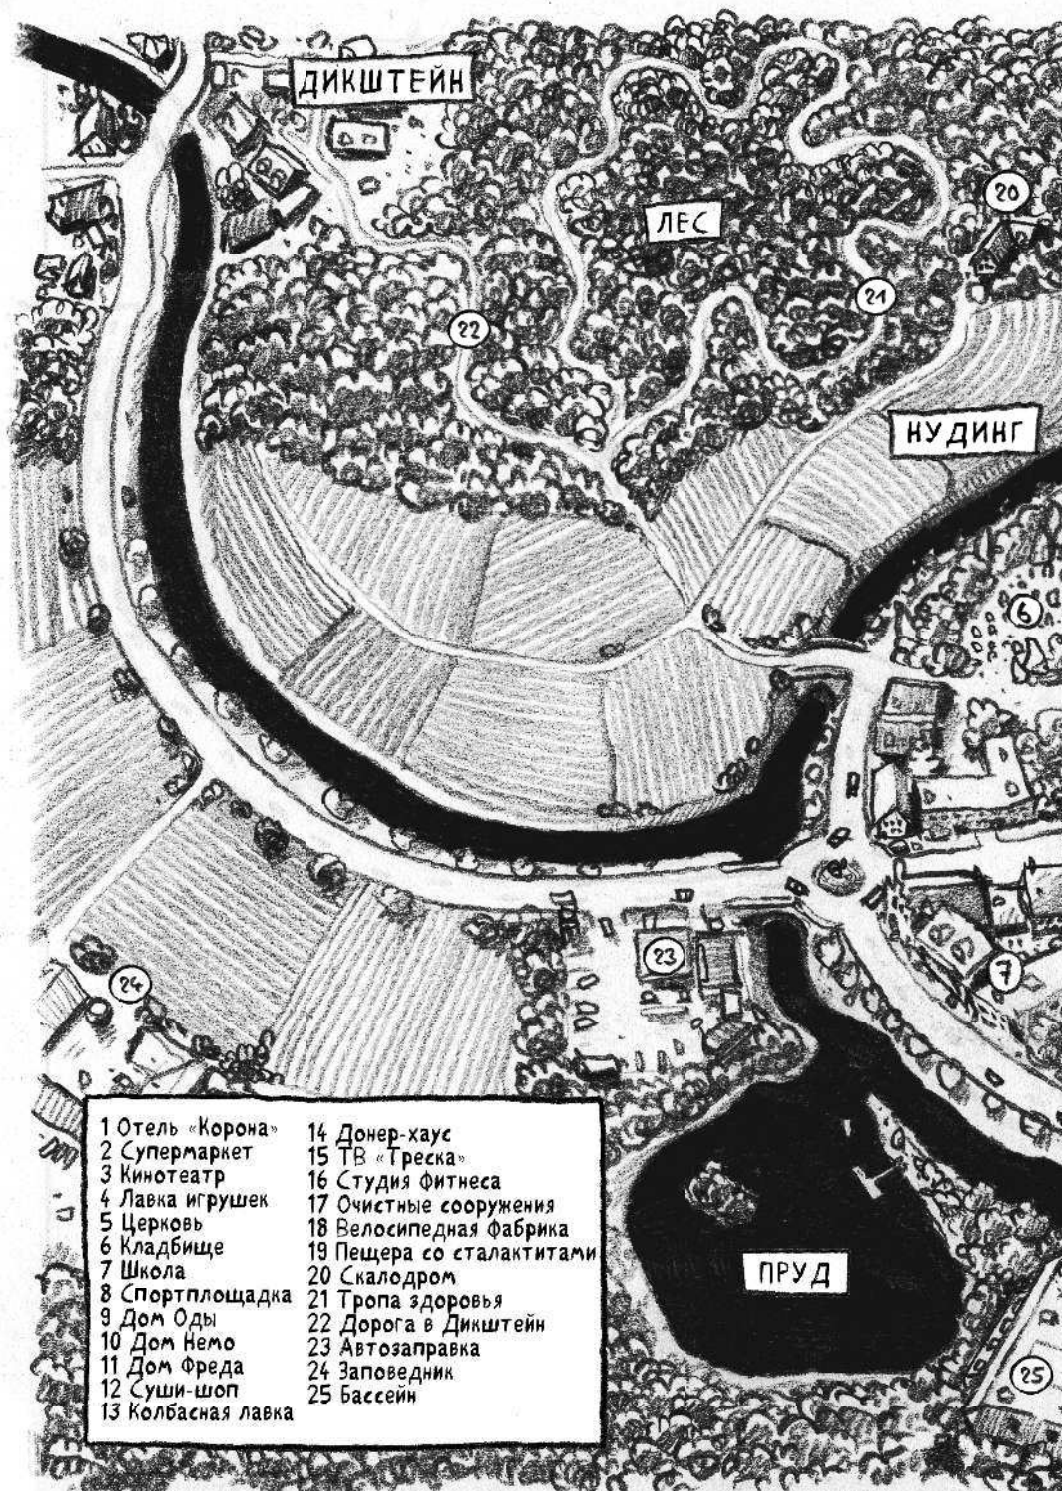 ДИКШТЕЙН
20
ЛЕС
21
22
НУДИНГ
6
23
7
24
1 Отель «Корона»
2 Супермаркет
3 Кинотеатр
4 Лавка игрушек
5 Церковь
6 Кладбище
7 Школа
8 Спортплощадка
9 Дом Оды
10 Дом Немо
11 Дом Фреда
12 Суши-шоп
13 Колбасная лавка
14 Донер-хаус
15 ТВ «Треска»
16 Студия фитнеса
17 Очистные сооружения
18 Велосипедная фабрика
19 Пещера со сталактитами
20 Скалодром
21 Тропа здоровья
22 Дорога в Дикштейн
23 Автозаправка
24 Заповедник
25 Бассейн
ПРУД
25